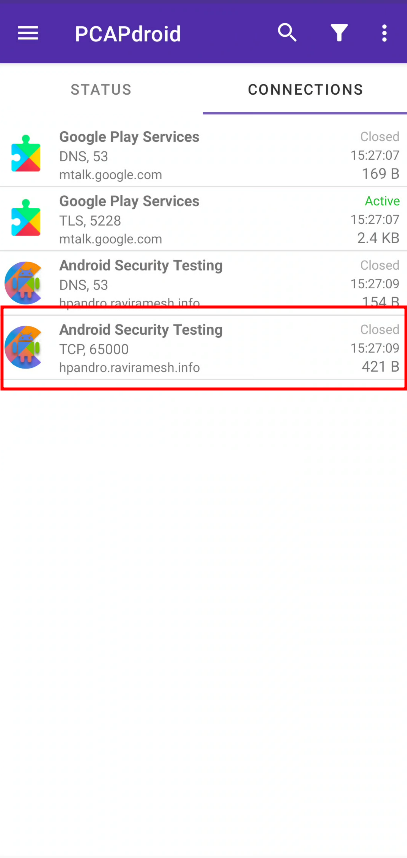 PCAPdroid
STATUS
CONNECTIONS
Google Play Services
Closed
DNS, 53
15:27:07
mtalk.google.com
169 B
Google Play Services
Active
TLS, 5228
15:27:07
mtalk.google.com
2.4 KB
Android Security Testing
Closed
DNS, 53
15:27:09
hpandro.raviramesh.info
154 B
Android Security Testing
Closed
TCP, 65000
15:27:09
hpandro.raviramesh.info
421 B